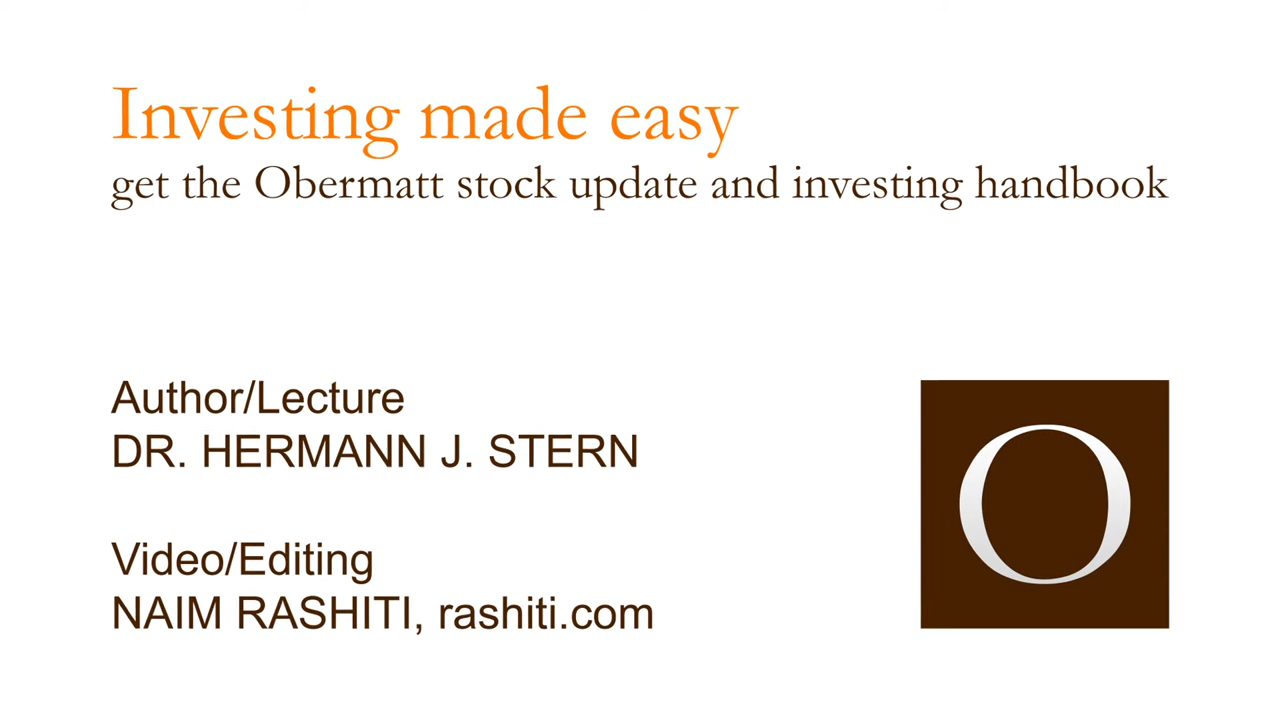 Investing made easy
get the Obermatt stock update and investing handbook
Author/Lecture
DR. HERMANN J. STERN
O
Video/Editing
NAIM RASHITI, rashiti.com